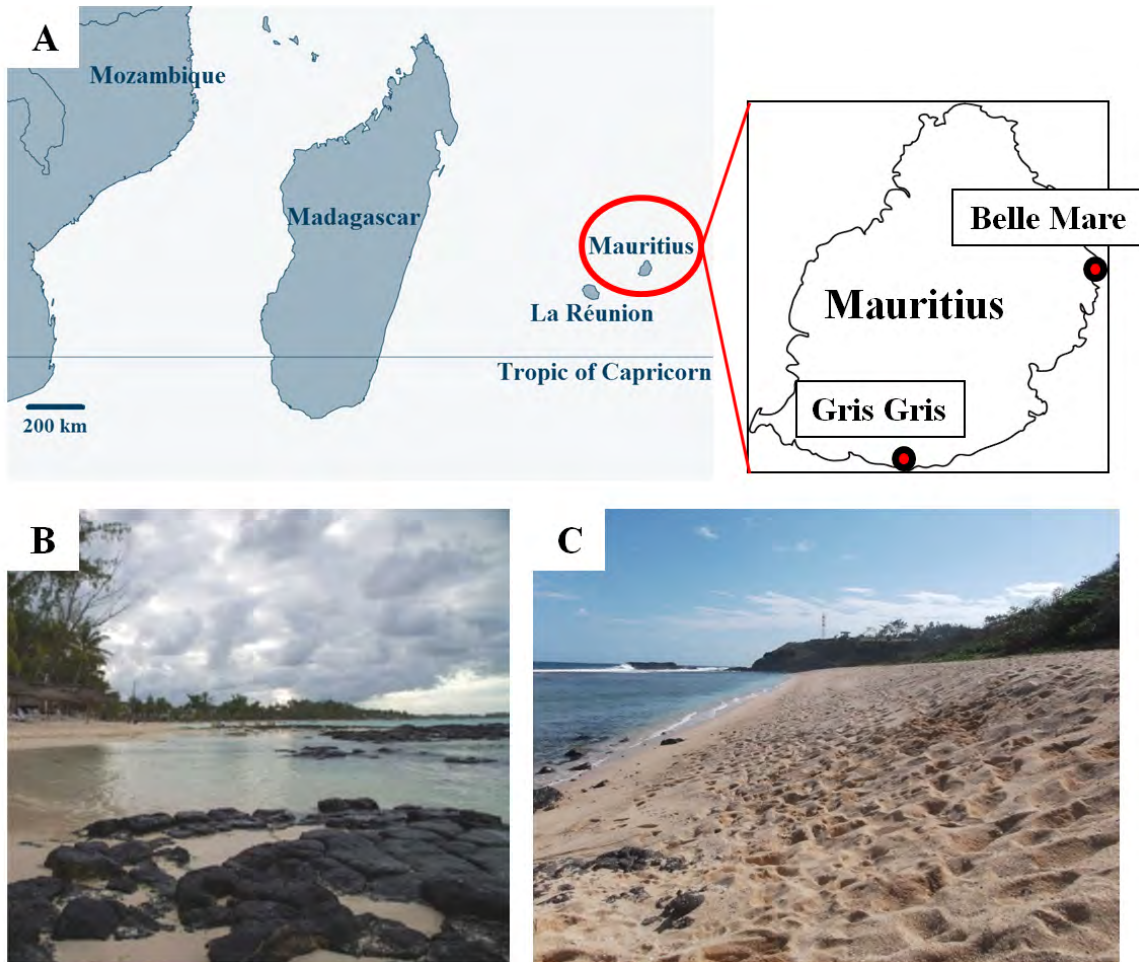 A
Mozambique
Madagascar
Mauritius
La Réunion
Tropic of Capricorn
200 km
Belle Mare
Mauritius
Gris Gris
B
C